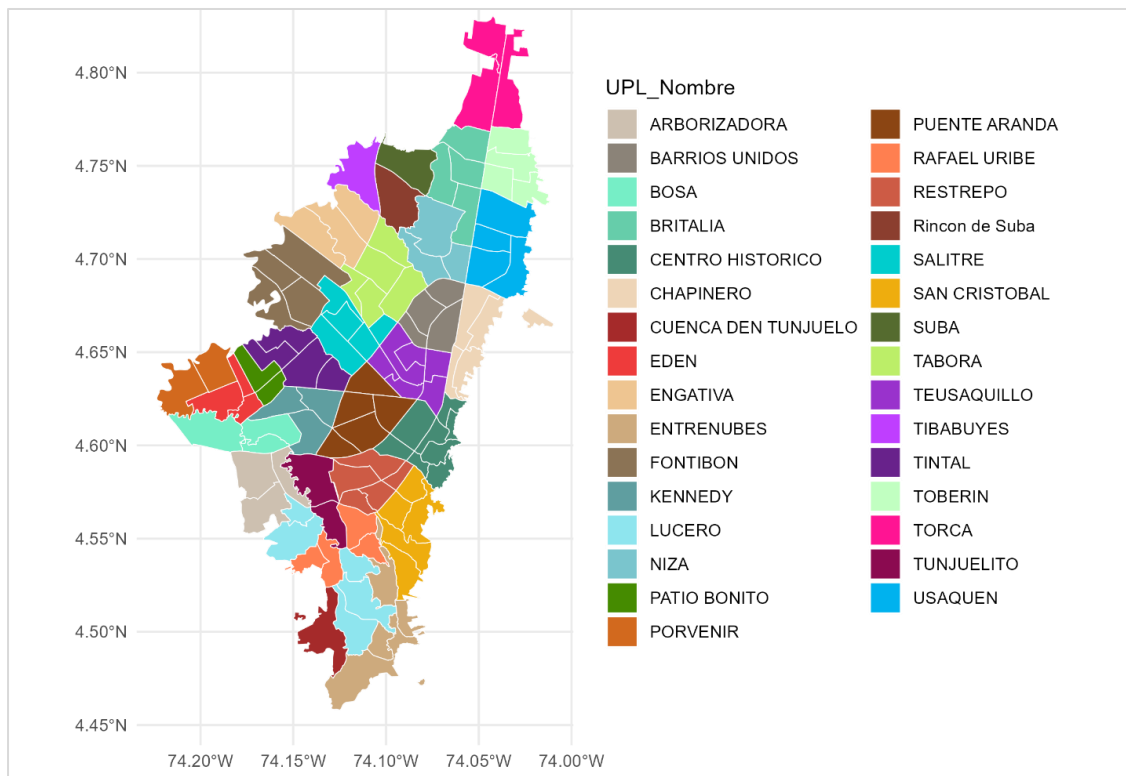 4.80°N
4.75°N
4.70°N
4.65°N
4.60°N
4.55°N
4.50°N
4.45°N
74.20°W 74.15°W 74.10°W 74.05°W 74.00°W
UPL_Nombre
ARBORIZADORA
BARRIOS UNIDOS
BOSA
BRITALIA
CENTRO HISTORICO
CHAPINERO
CUENCA DEN TUNJUELO
EDEN
ENGATIVA
ENTRENUBES
FONTIBON
KENNEDY
LUCERO
NIZA
PATIO BONITO
PORVENIR
PUENTE ARANDA
RAFAEL URIBE
RESTREPO
Rincon de Suba
SALITRE
SAN CRISTOBAL
SUBA
TABORA
TEUSAQUILLO
TIBABUYES
TINTAL
TOBERIN
TORCA
TUNJUELITO
USAQUEN